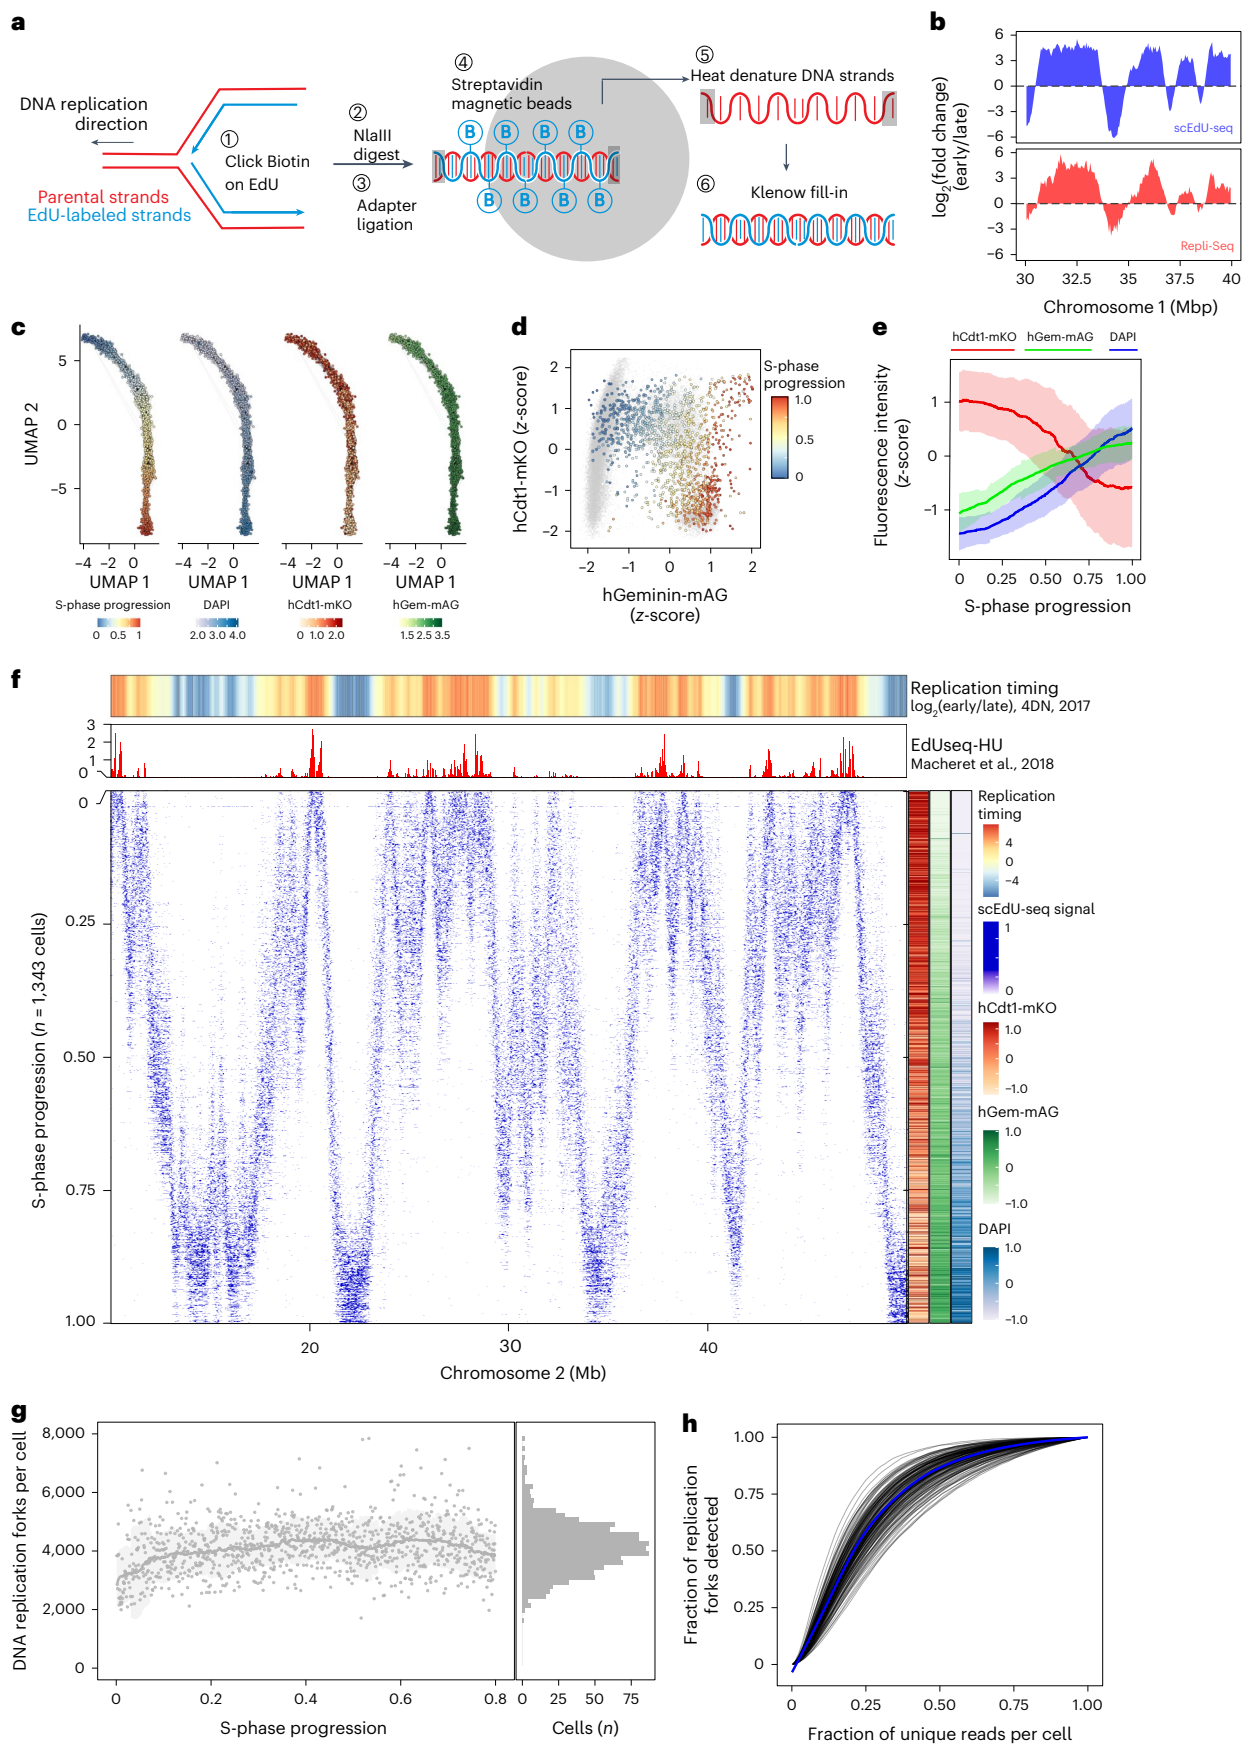 a
DNA replication
direction
Parental strands
EdU-labeled strands
①
Click Biotin
on EdU
②
NlaIII
digest
③
Adapter
ligation
④
Streptavidin
magnetic beads
B B B B
B B B B
⑤
Heat denature DNA strands
⑥
Klenow fill-in
b
log2(fold change)
(early/late)
6
3
0
−3
−6
scEdU-seq
6
3
0
−3
−6
Repli-Seq
30 32.5 35 37.5 40
Chromosome 1 (Mbp)
c
UMAP 2
5
0
−5
−4 −2 0
−4 −2 0
−4 −2 0
−4 −2 0
UMAP 1
UMAP 1
UMAP 1
UMAP 1
S-phase progression
0 0.5 1
DAPI
2.0 3.0 4.0
hCdt1-mKO
0 1.0 2.0
hGem-mAG
1.5 2.5 3.5
d
hCdt1-mKO (z-score)
2
1
0
−1
−2
−2 −1 0 1 2
hGeminin-mAG
(z-score)
S-phase
progression
1.0
0.5
0
e
hCdt1-mKO hGem-mAG DAPI
Fluorescence intensity
(z-score)
1
0
−1
0 0.25 0.50 0.75 1.00
S-phase progression
f
Replication timing
log2(early/late), 4DN, 2017
3
2
1
0
EdUseq-HU
Macheret et al., 2018
S-phase progression (n = 1,343 cells)
0
0.25
0.50
0.75
1.00
20 30 40
Chromosome 2 (Mb)
Replication
timing
4
0
−4
scEdU-seq signal
1
0
hCdt1-mKO
1.0
0
−1.0
hGem-mAG
1.0
0
−1.0
DAPI
1.0
0
−1.0
g
DNA replication forks per cell
8,000
6,000
4,000
2,000
0
0 0.2 0.4 0.6 0.8
S-phase progression
0 25 50 75
Cells (n)
h
Fraction of replication
forks detected
1.00
0.75
0.50
0.25
0
0 0.25 0.50 0.75 1.00
Fraction of unique reads per cell